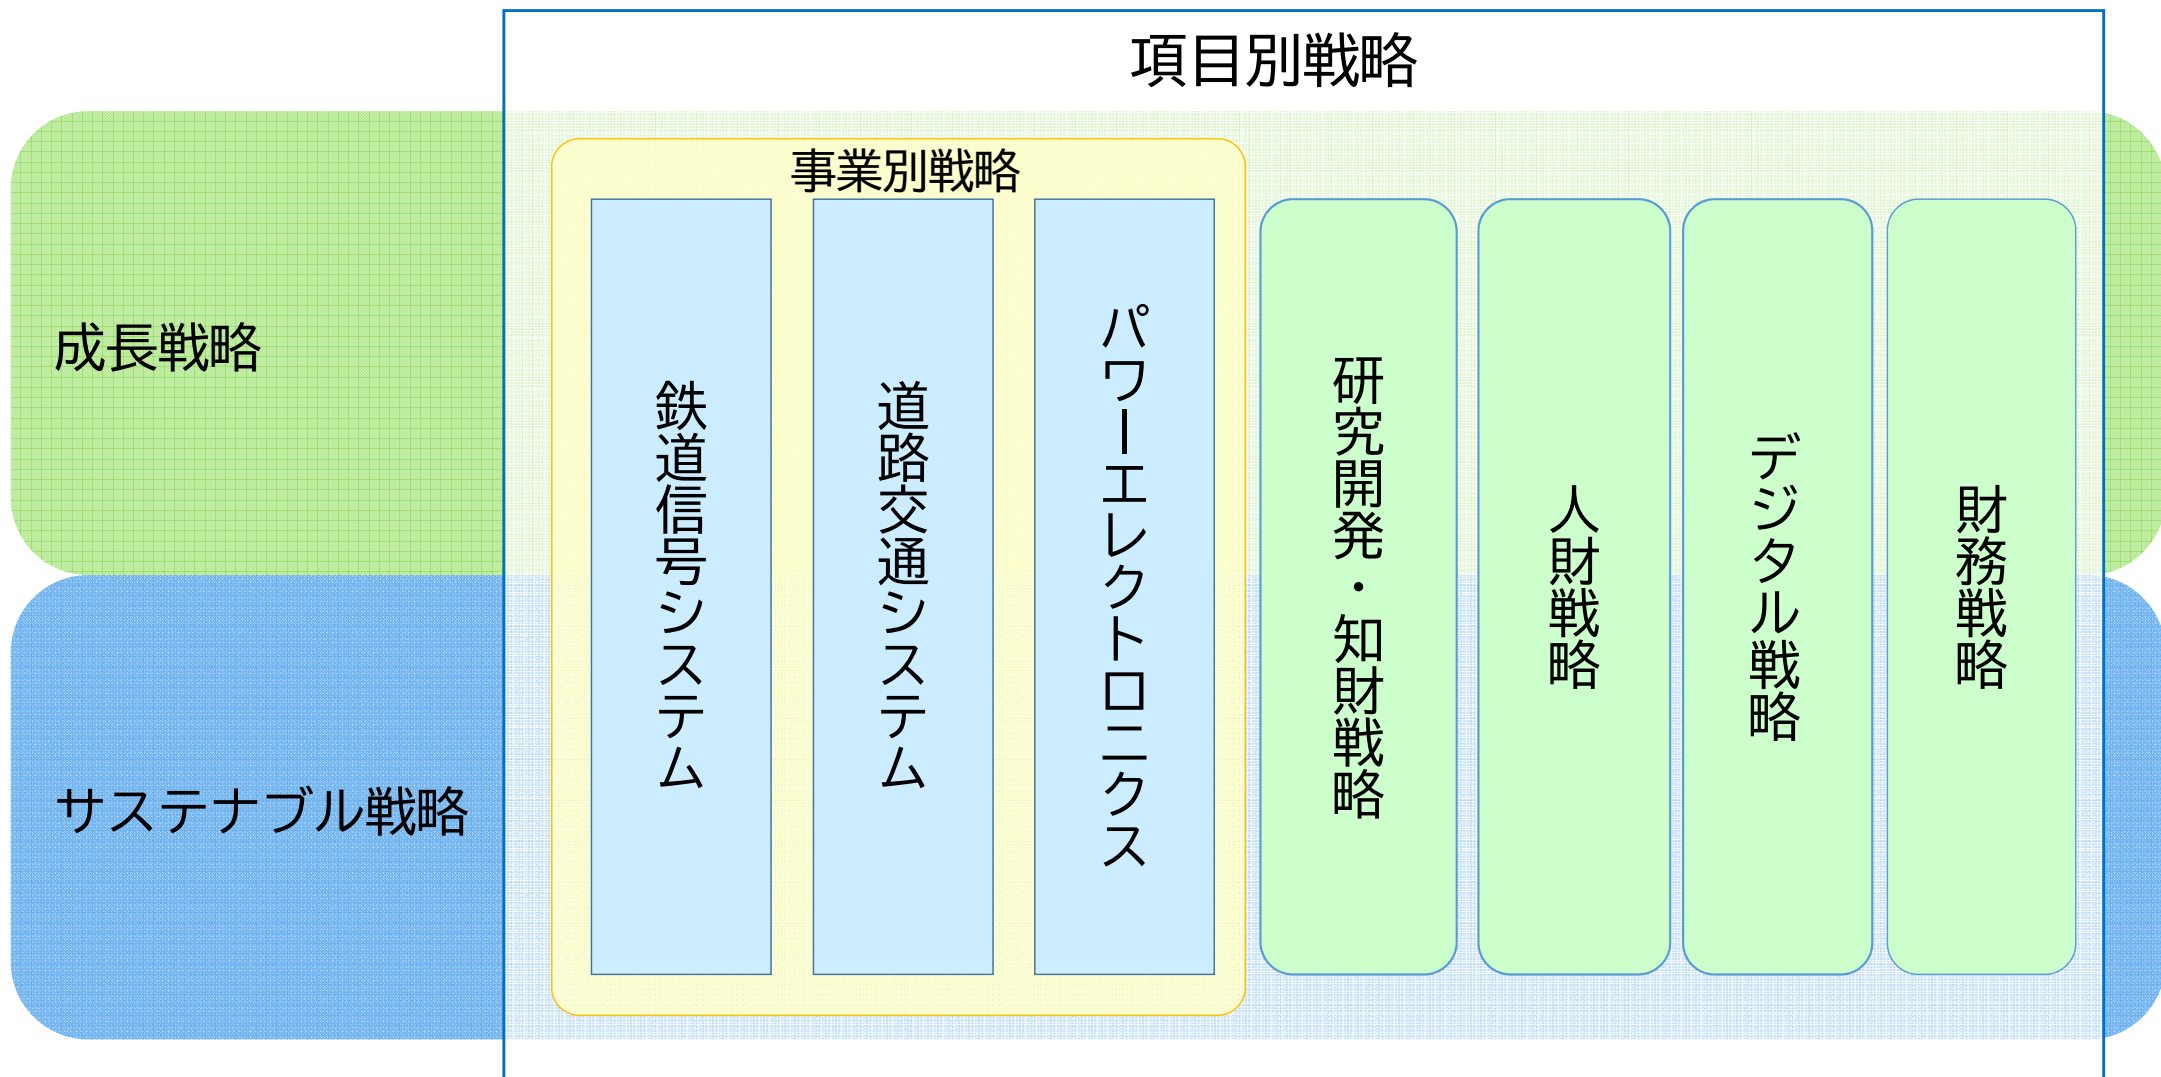 項目別戦略
事業別戦略
成長戦略
サステナブル戦略
鉄道信号システム
道路交通システム
パワーエレクトロニクス
研究開発・知財戦略
人財戦略
デジタル戦略
財務戦略